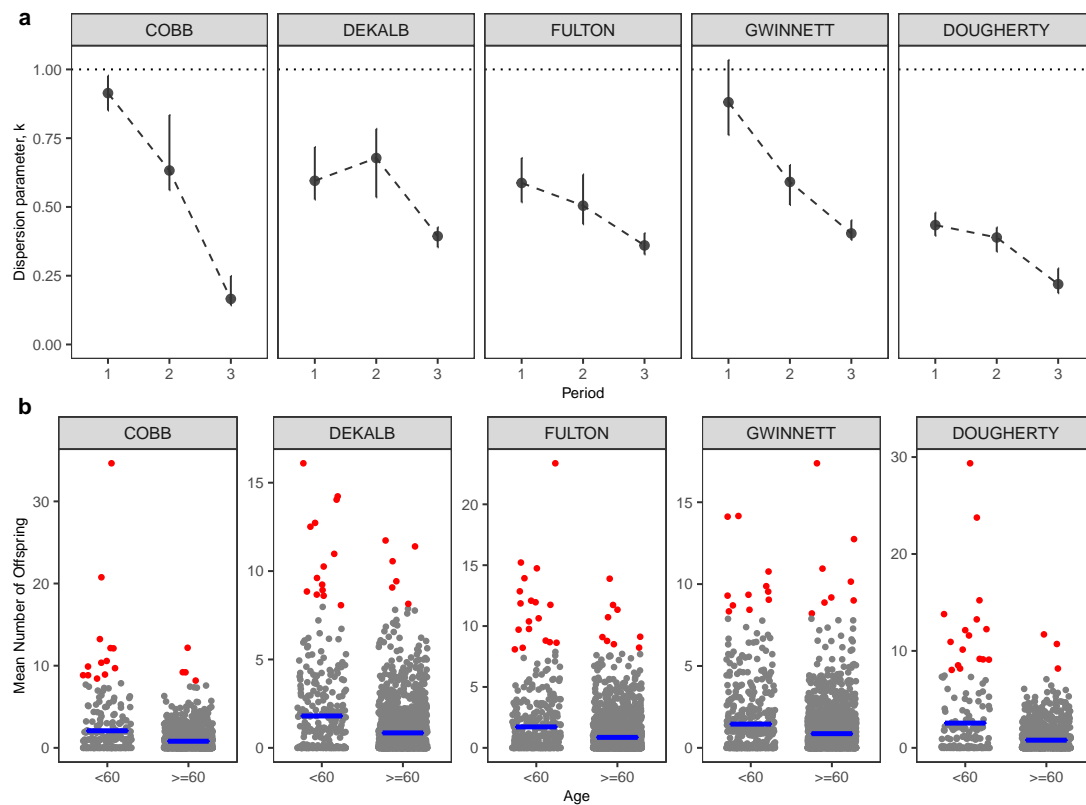 a
COBB DEKALB FULTON GWINNETT DOUGHERTY
1.00
0.75
0.50
0.25
0.00
Dispersion parameter, k
1 2 3 1 2 3 1 2 3 1 2 3 1 2 3
Period
b
COBB DEKALB FULTON GWINNETT DOUGHERTY
30
20
10
0
15
10
5
0
20
15
10
5
0
15
10
5
0
30
20
10
0
Mean Number of Offspring
<60 >=60 <60 >=60 <60 >=60 <60 >=60 <60 >=60
Age